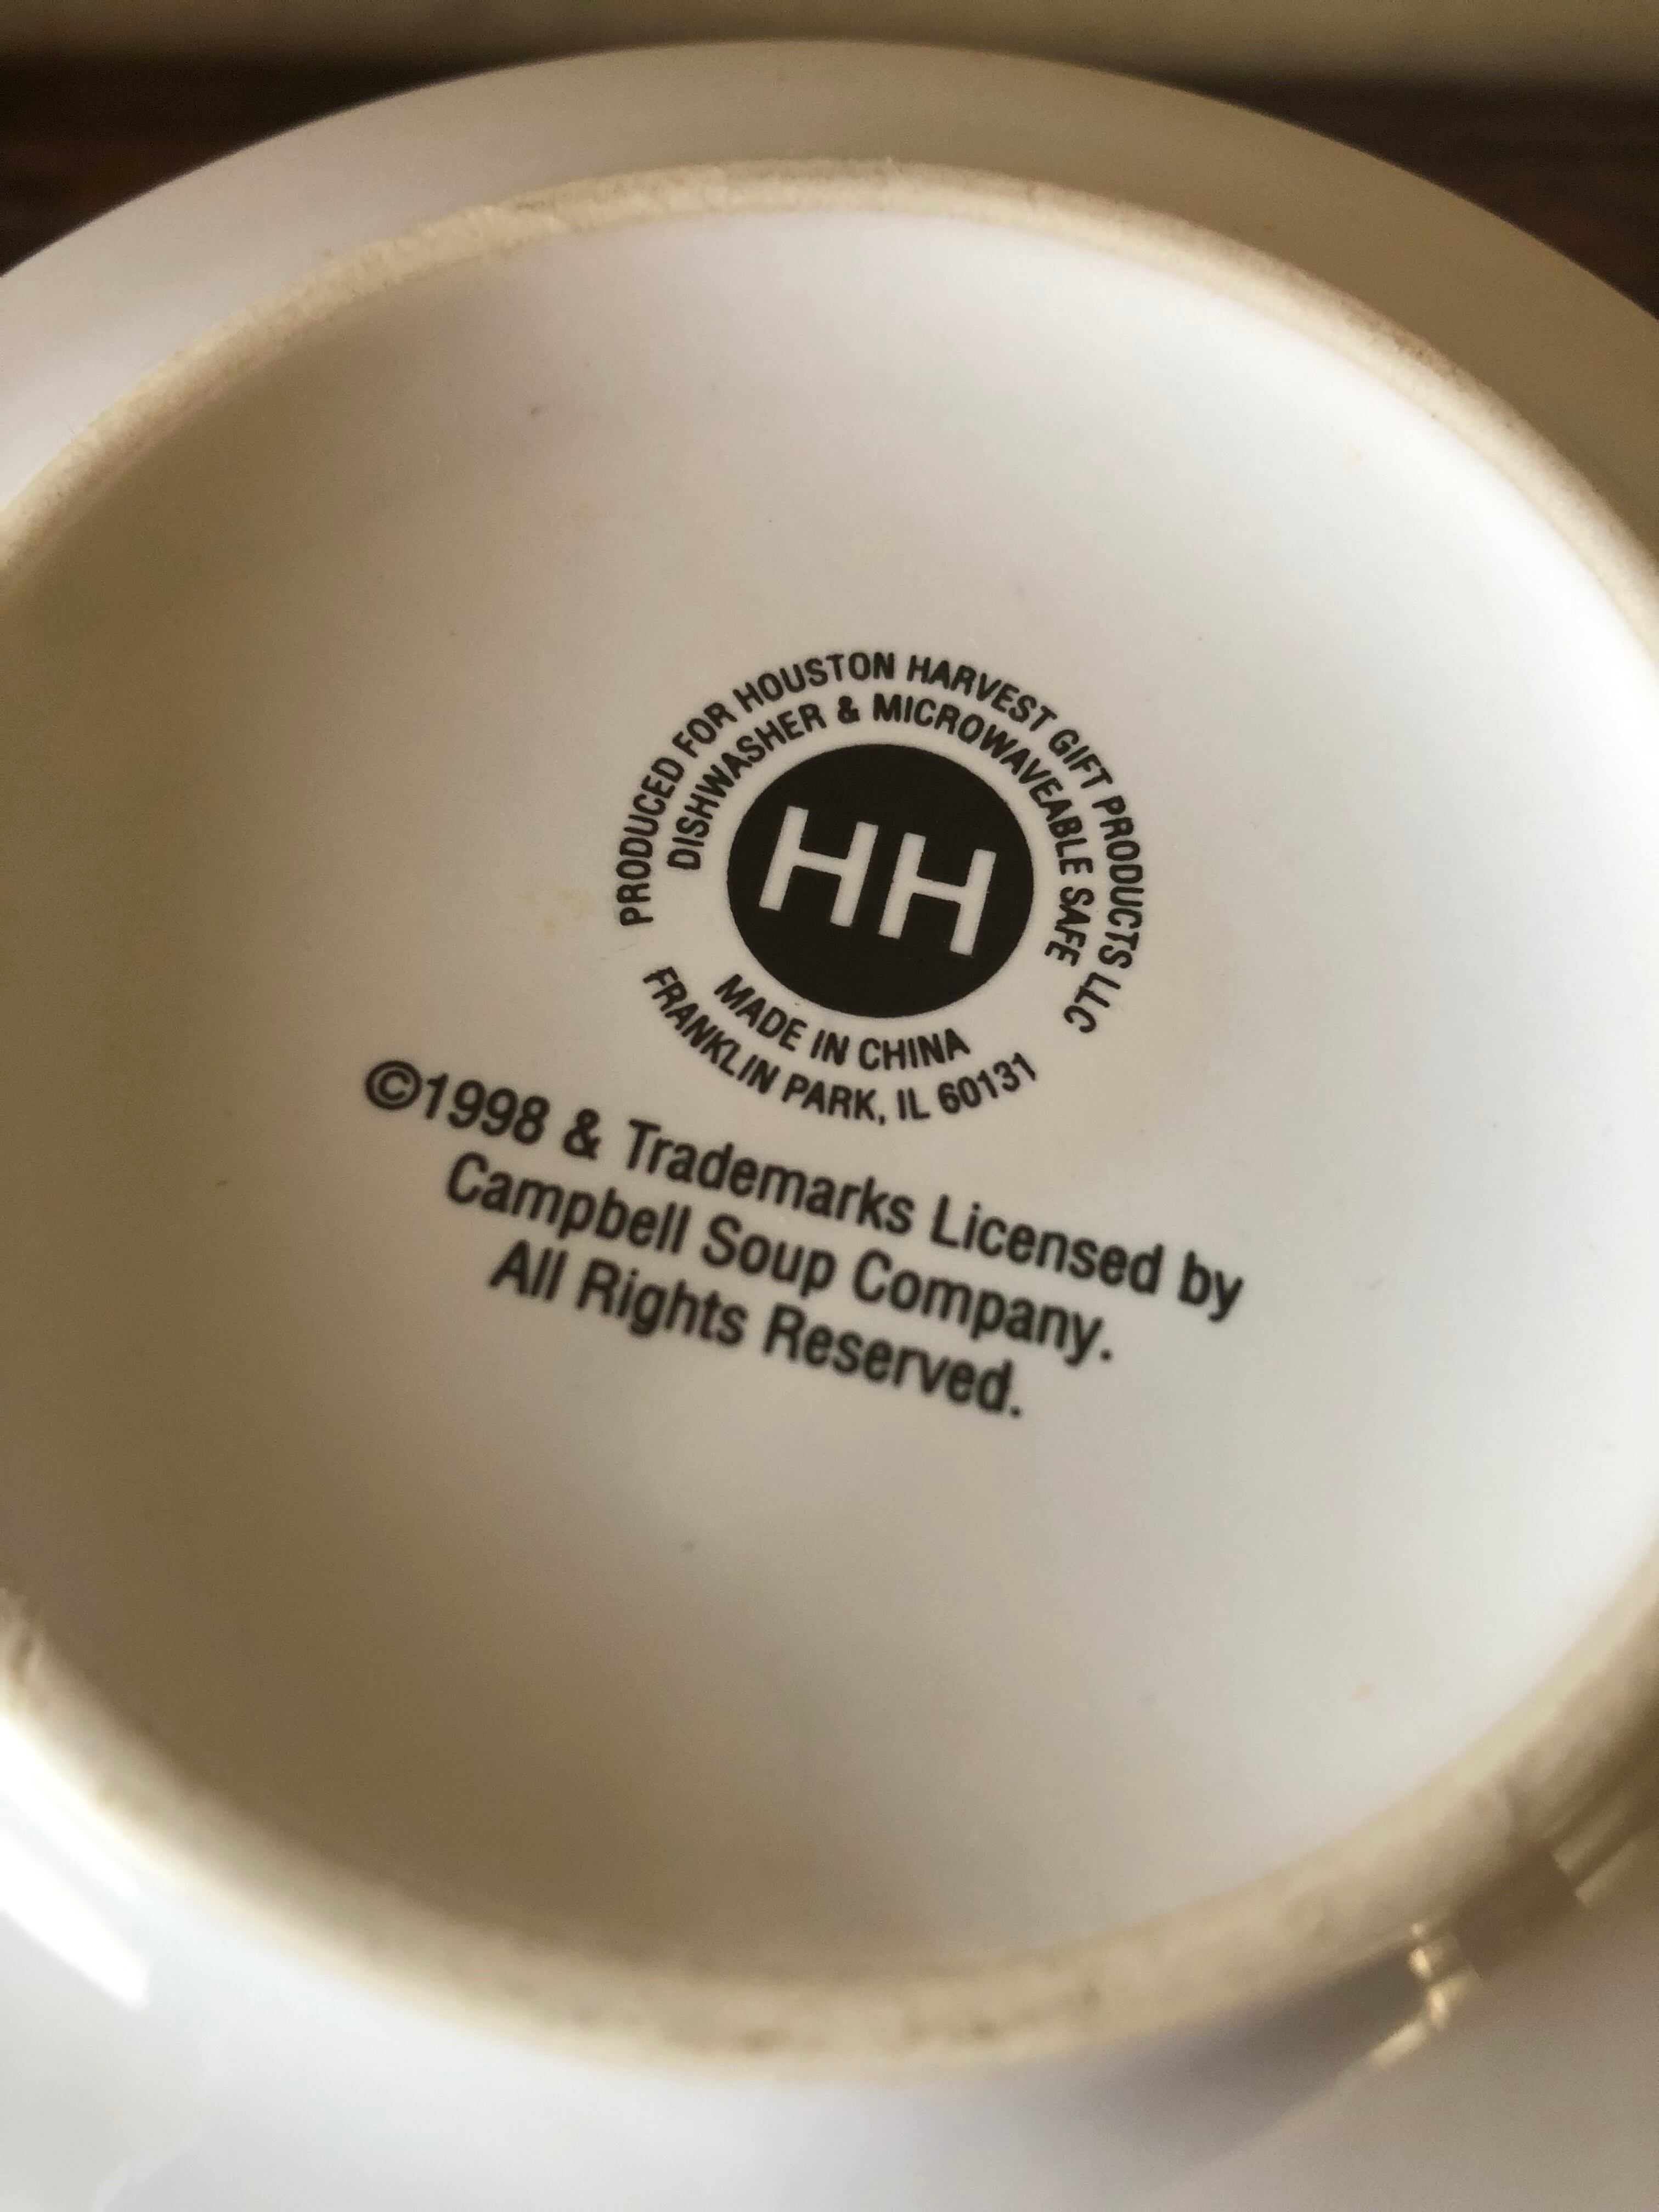 PRODUCED FOR HOUSTON HARVEST GIFT PRODUCTS LLC
DISHWASHER & MICROWAVEABLE SAFE
HH
MADE IN CHINA
FRANKLIN PARK, IL 60131
©1998 & Trademarks Licensed by
Campbell Soup Company.
All Rights Reserved.